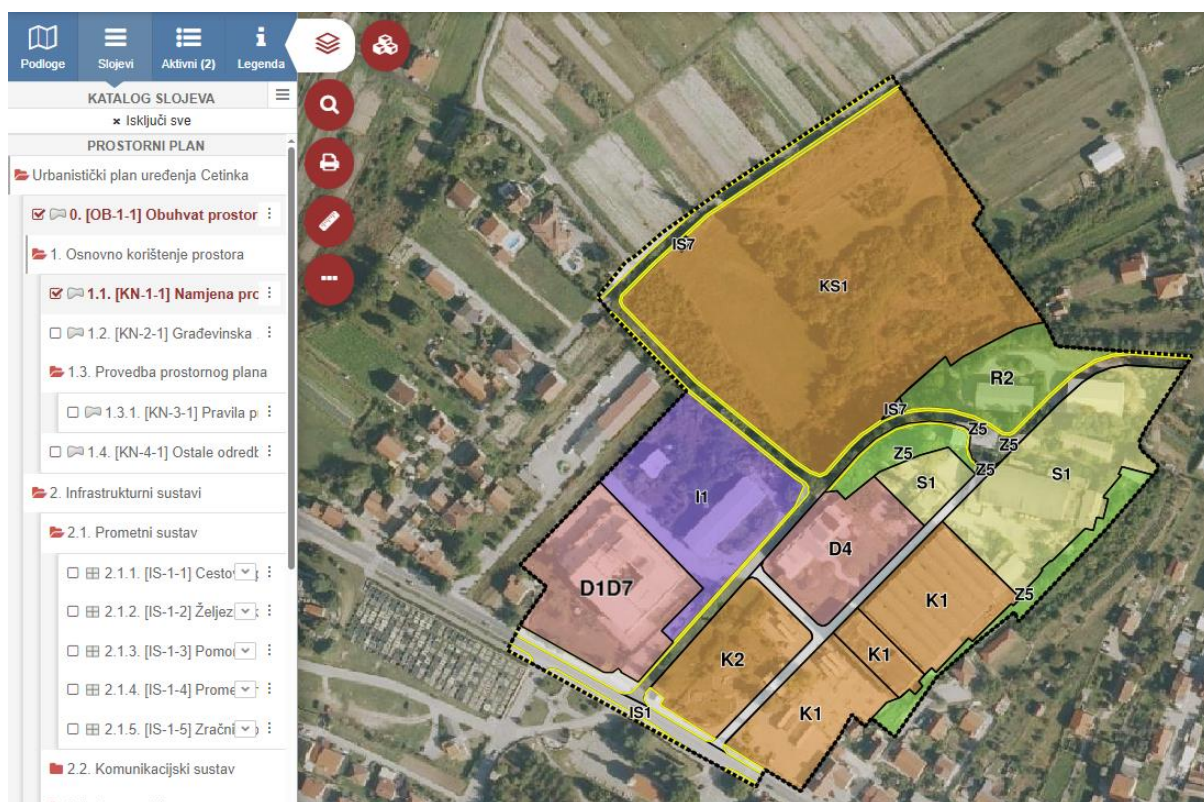 Podloge
Slojevi
Aktivni (2)
Legenda
KATALOG SLOJEVA
× Isključi sve
PROSTORNI PLAN
Urbanistički plan uređenja Cetinka
0. [OB-1-1] Obuhvat prostor
1. Osnovno korištenje prostora
1.1. [KN-1-1] Namjena pro
1.2. [KN-2-1] Građevinska
1.3. Provedba prostornog plana
1.3.1. [KN-3-1] Pravila
1.4. [KN-4-1] Ostale
2. Infrastrukturni sustavi
2.1. Prometni sustav
2.1.1. [IS-1-1] Cesto
2.1.2. [IS-1-2] Željez
2.1.3. [IS-1-3] Pomo
2.1.4. [IS-1-4] Prome
2.1.5. [IS-1-5] Zračni
2.2. Komunikacijski sustav
IS7
KS1
R2
IS7
Z5
Z5
Z5
Z5
S1
S1
I1
D4
D1D7
K1
Z5
K1
K2
K1
IS1